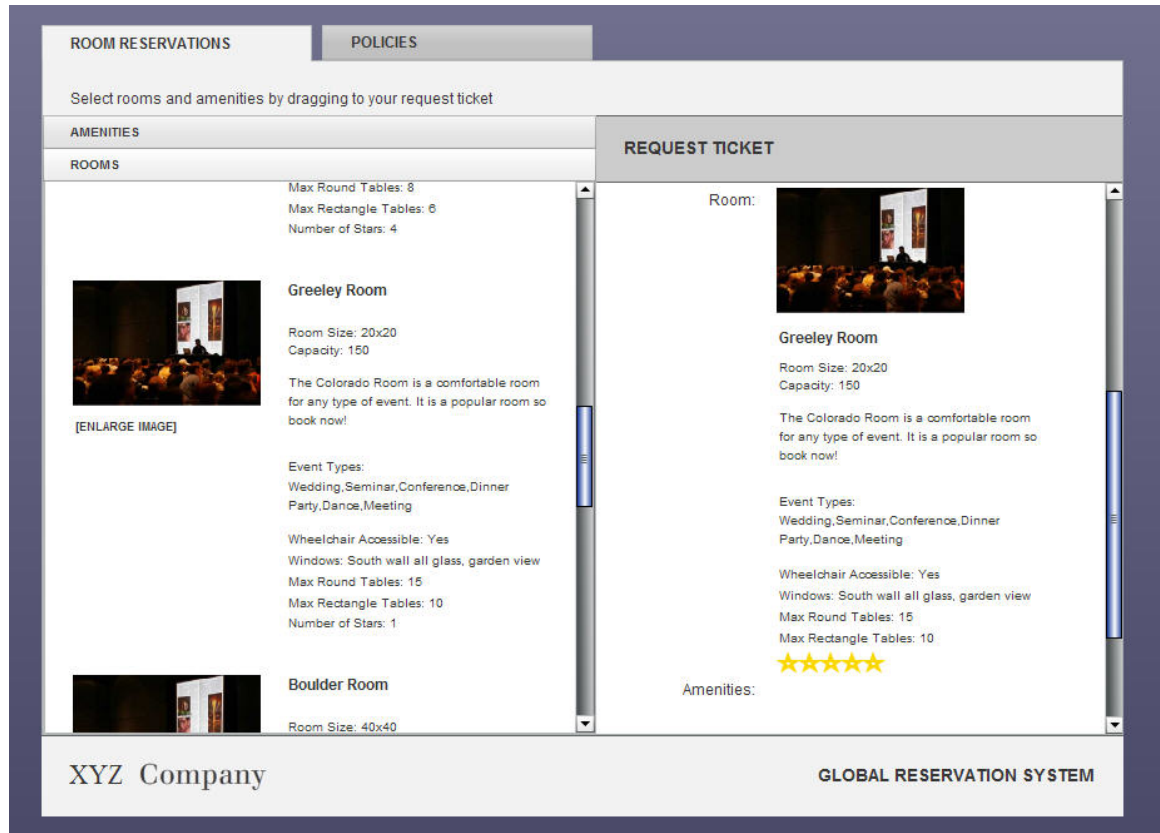 ROOM RESERVATIONS
POLICIES
Select rooms and amenities by dragging to your request ticket
AMENITIES
ROOMS
Max Round Tables: 8
Max Rectangle Tables: 6
Number of Stars: 4
Greeley Room
Room Size: 20x20
Capacity: 150
The Colorado Room is a comfortable room
for any type of event. It is a popular room so
book now!
[ENLARGE IMAGE]
Event Types:
Wedding,Seminar,Conference,Dinner
Party,Dance,Meeting
Wheelchair Accessible: Yes
Windows: South wall all glass, garden view
Max Round Tables: 15
Max Rectangle Tables: 10
Number of Stars: 1
Boulder Room
Room Size: 40x40
REQUEST TICKET
Room:
Greeley Room
Room Size: 20x20
Capacity: 150
The Colorado Room is a comfortable room
for any type of event. It is a popular room so
book now!
Event Types:
Wedding,Seminar,Conference,Dinner
Party,Dance,Meeting
Wheelchair Accessible: Yes
Windows: South wall all glass, garden view
Max Round Tables: 15
Max Rectangle Tables: 10
Amenities:
XYZ Company
GLOBAL RESERVATION SYSTEM